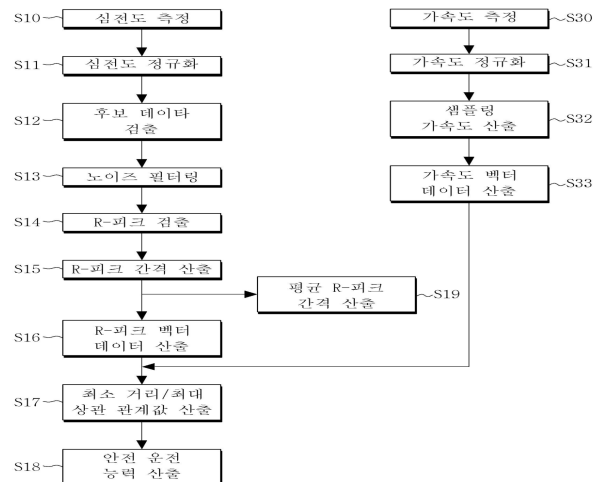 S10 심전도 측정
S11 심전도 정규화
S12 후보 데이타
검출
S13 노이즈 필터링
S14 R-피크 검출
S15 R-피크 간격 산출
평균 R-피크
간격 산출 S19
S16 R-피크 벡터
데이터 산출
S17 최소 거리/최대
상관 관계값 산출
S18 안전 운전
능력 산출
가속도 측정 S30
가속도 정규화 S31
샘플링
가속도 산출 S32
가속도 벡터
데이터 산출 S33